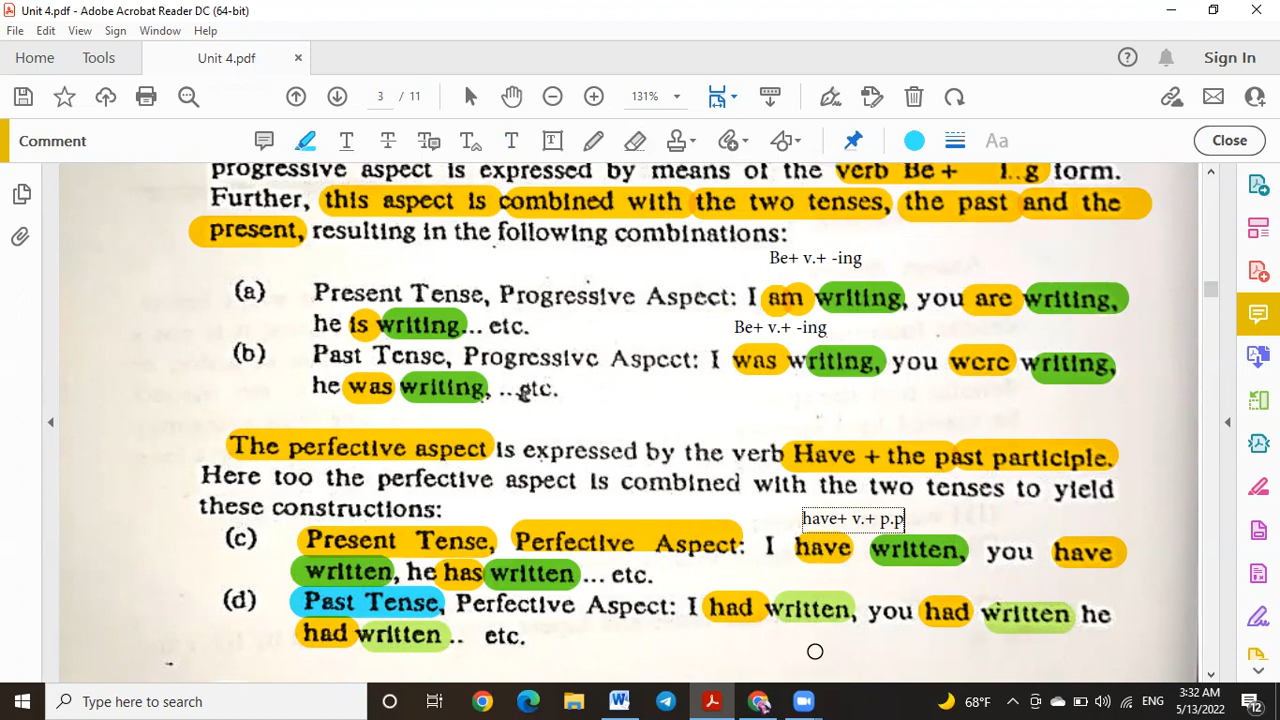 Unit 4.pdf - Adobe Acrobat Reader DC (64-bit)
File Edit View Sign Window Help
Home Tools Unit 4.pdf × Sign In
3 / 11 131%
Comment Aa Close
progressive aspect is expressed by means of the verb Be + i..g form.
Further, this aspect is combined with the two tenses, the past and the
present, resulting in the following combinations:
Be+ v.+ -ing
(a) Present Tense, Progressive Aspect: I am writing, you are writing,
he is writing... etc.
Be+ v.+ -ing
(b) Past Tense, Progressive Aspect: I was writing, you were writing,
he was writing, ...etc.
The perfective aspect is expressed by the verb Have + the past participle.
Here too the perfective aspect is combined with the two tenses to yield
these constructions:
have+ v.+ p.p
(c) Present Tense, Perfective Aspect: I have written, you have
written, he has written ... etc.
(d) Past Tense, Perfective Aspect: I had written, you had written he
had written .. etc.
Type here to search
68°F ENG 3:32 AM
5/13/2022 12